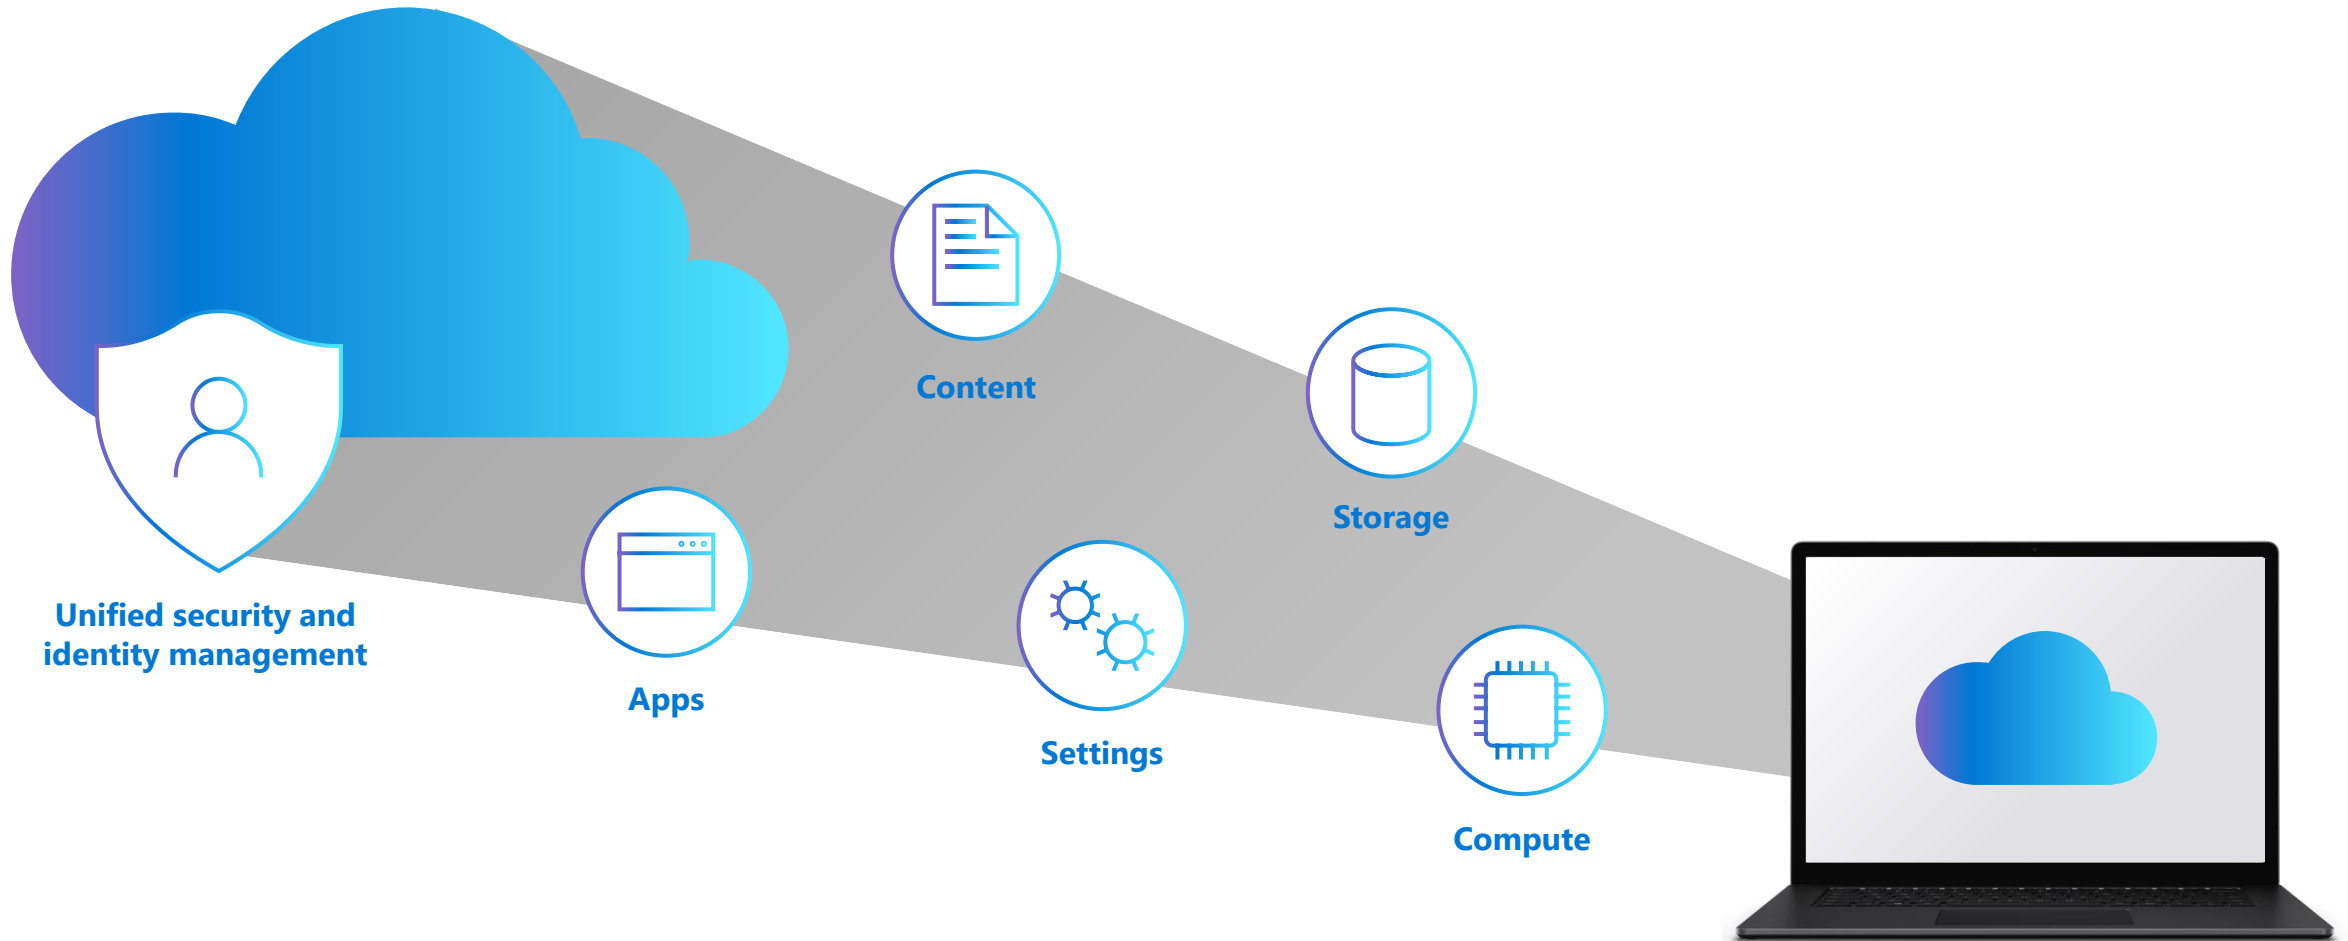 Content
Storage
Unified security and
identity management
Apps
Settings
Compute